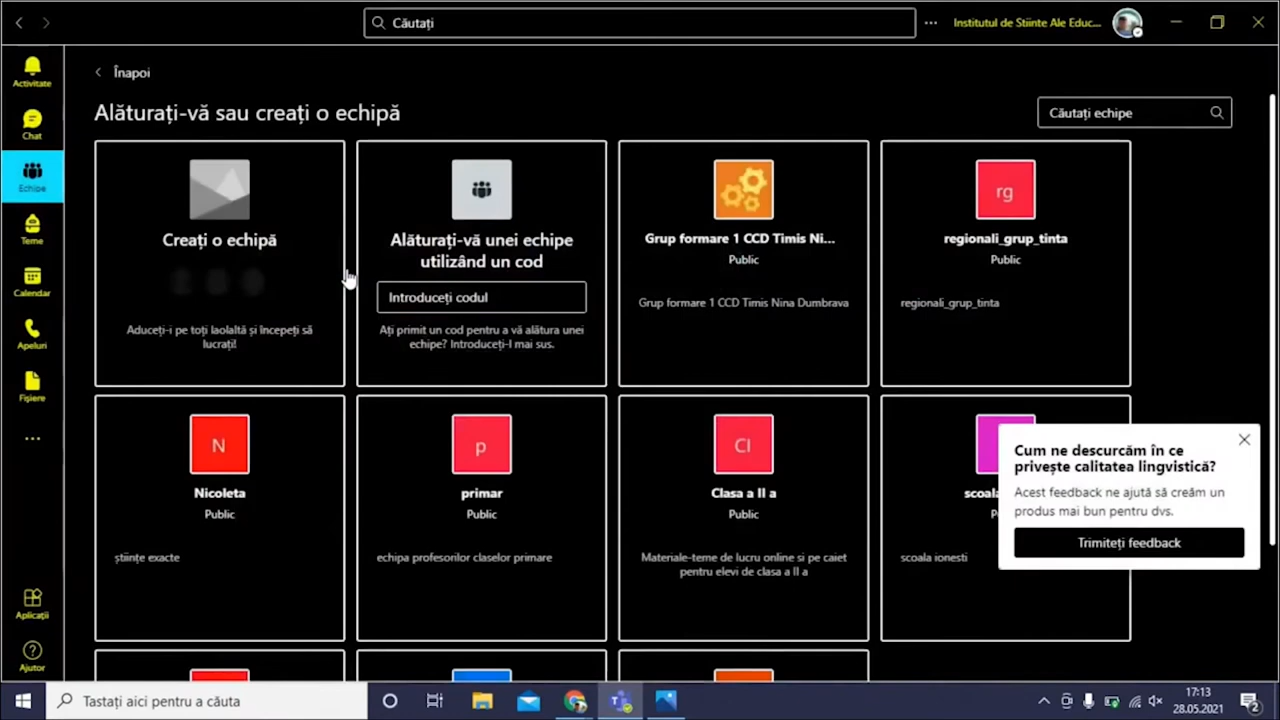 Căutați
Institutul de Stiinte Ale Educ...
Activitate
Chat
Echipe
Teme
Calendar
Apeluri
Fișiere
Aplicații
Ajutor
Înapoi
Alăturați-vă sau creați o echipă
Căutați echipe
Creați o echipă
Aduceți-i pe toți laolaltă și începeți să
lucrați!
Alăturați-vă unei echipe
utilizând un cod
Introduceți codul
Ați primit un cod pentru a vă alătura unei
echipe? Introduceți-l mai sus.
Grup formare 1 CCD Timis Ni...
Public
Grup formare 1 CCD Timis Nina Dumbrava
rg
regionali_grup_tinta
Public
regionali_grup_tinta
N
Nicoleta
Public
științe exacte
p
primar
Public
echipa profesorilor claselor primare
CI
Clasa a II a
Public
Materiale-teme de lucru online si pe caiet
pentru elevi de clasa a II a
scoala ionesti
Cum ne descurcăm în ce
privește calitatea lingvistică?
Acest feedback ne ajută să creăm un
produs mai bun pentru dvs.
Trimiteți feedback
Tastați aici pentru a căuta
17:13
28.05.2021
2